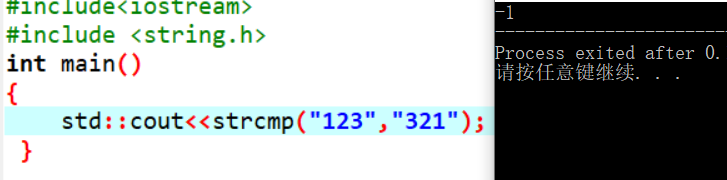 #include<iostream>
#include <string.h>
int main()
{
    std::cout<<strcmp("123","321");
}
-1
--------------------------------
Process exited after 0.
请按任意键继续. . .